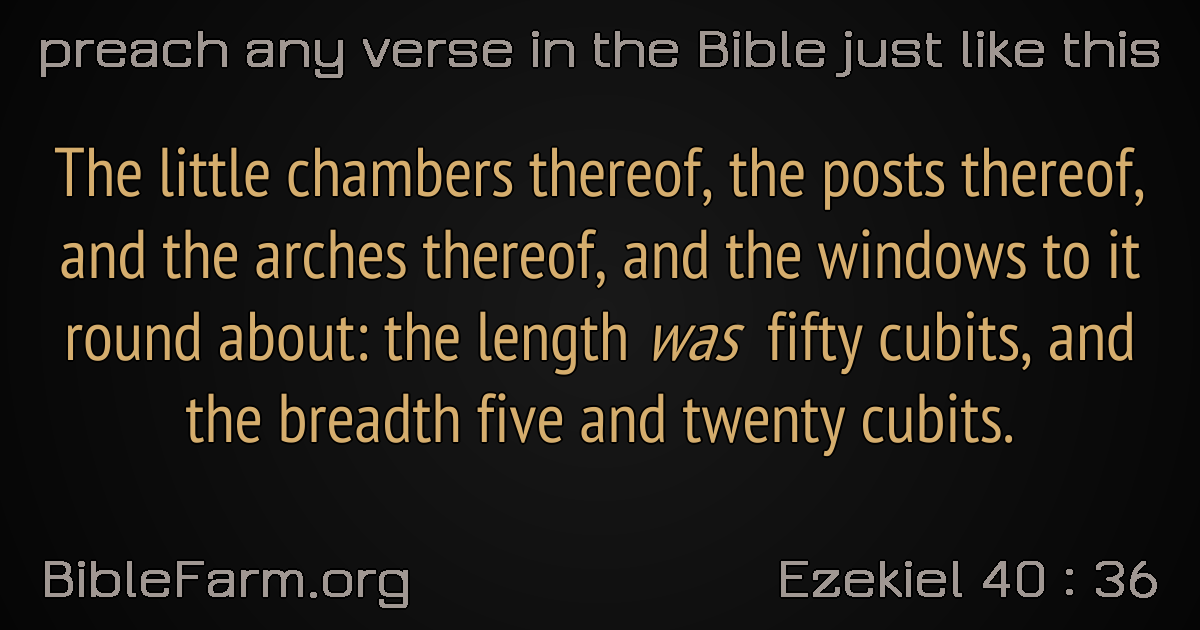 preach any verse in the Bible just like this
The little chambers thereof, the posts thereof,
and the arches thereof, and the windows to it
round about: the length was fifty cubits, and
the breadth five and twenty cubits.
BibleFarm.org
Ezekiel 40 : 36